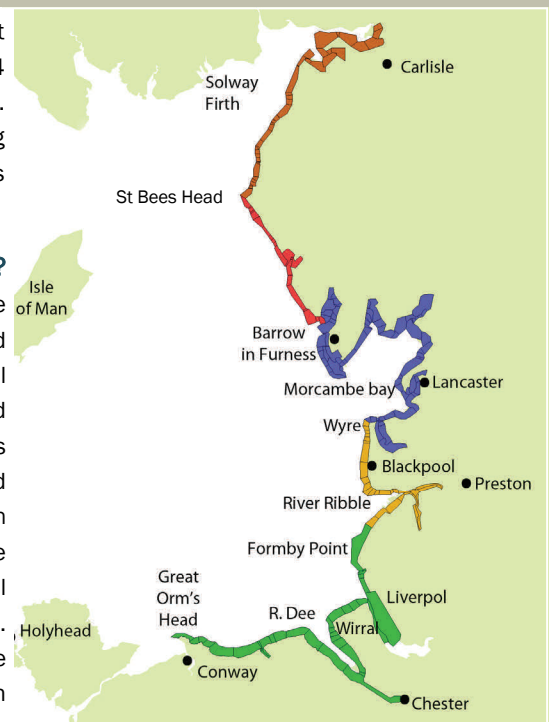 t
4
.
g
s
?
e
d
l
d
s
d
n
e
l
.
e
n
Carlisle
Solway
Firth
St Bees Head
Isle
of Man
Barrow
in Furness
Morcambe bay
Lancaster
Wyre
Blackpool
Preston
River Ribble
Formby Point
Great
Orm's
Head
R. Dee
Liverpol
Wirral
Holyhead
Conway
Chester